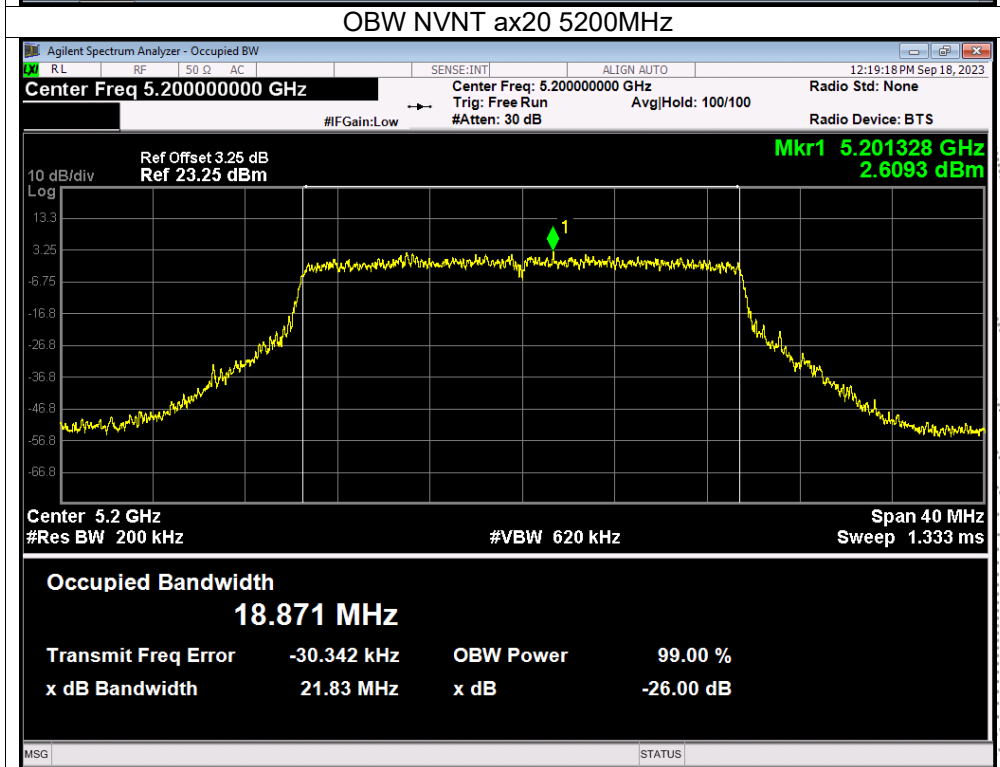 OBW NVNT ax20 5200MHz
Agilent Spectrum Analyzer - Occupied BW
LXI RL RF 50 Ω AC SENSE:INT ALIGN AUTO 12:19:18 PM Sep 18, 2023
Center Freq 5.200000000 GHz Center Freq: 5.200000000 GHz Radio Std: None
Trig: Free Run Avg|Hold: 100/100
#IFGain:Low #Atten: 30 dB Radio Device: BTS
Ref Offset 3.25 dB Mkr1 5.201328 GHz
10 dB/div Ref 23.25 dBm 2.6093 dBm
Log
13.3
1
3.25
-6.75
-16.8
-26.8
-36.8
-46.8
-56.8
-66.8
Center 5.2 GHz Span 40 MHz
#Res BW 200 kHz #VBW 620 kHz Sweep 1.333 ms
Occupied Bandwidth
18.871 MHz
Transmit Freq Error -30.342 kHz OBW Power 99.00 %
x dB Bandwidth 21.83 MHz x dB -26.00 dB
MSG STATUS